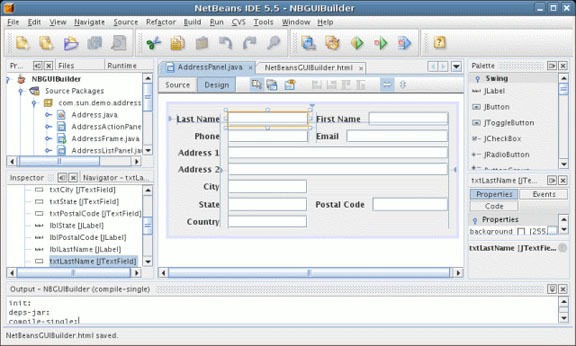 NetBeans IDE 5.5 - NBGUIBuilder
File Edit View Navigate Source Refactor Build Run CVS Tools Window Help
Pr... Files Runtime
NBGUIBuilder
Source Packages
com.sun.demo.address
Address.java
AddressActionPan
AddressFrame.java
AddressListPanel.jav
Inspector Navigator - txtLa...
txtCity [JTextField]
txtState [JTextField]
txtPostalCode [JTextField]
lblState [JLabel]
lblPostalCode [JLabel]
lblLastName [JLabel]
txtLastName [JTextField]
AddressPanel.java NetBeansGUIBuilder.html
Source Design
Last Name First Name
Phone Email
Address 1
Address 2
City
State Postal Code
Country
Palette
Swing
JLabel
JButton
JToggleButton
JCheckBox
JRadioButton
txtLastName [JTe...
Properties Events
Code
Properties
background [255,
txtLastName [JTextFie...
Output - NBGUIBuilder (compile-single)
init:
deps-jar:
compile-single:
NetBeansGUIBuilder.html saved.